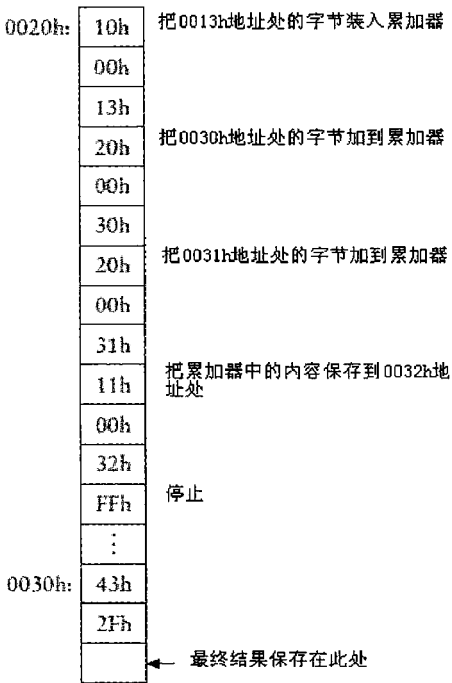 0020h: 10h 把0013h地址处的字节装入累加器
00h
13h
20h 把0030h地址处的字节加到累加器
00h
30h
20h 把0031h地址处的字节加到累加器
00h
31h
11h 把累加器中的内容保存到0032h地
址处
00h
32h
FFh 停止
⋮
0030h: 43h
2Fh
最终结果保存在此处